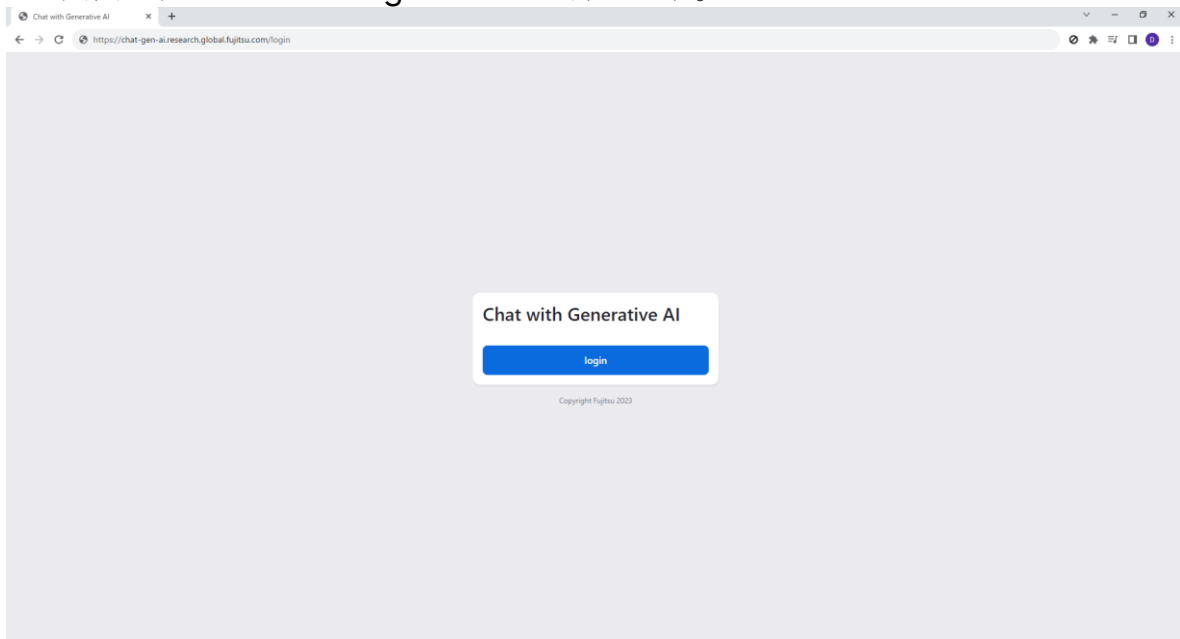 Chat with Generative AI
https://chat-gen-ai.research.global.fujitsu.com/login
D
Chat with Generative AI
login
Copyright Fujitsu 2023